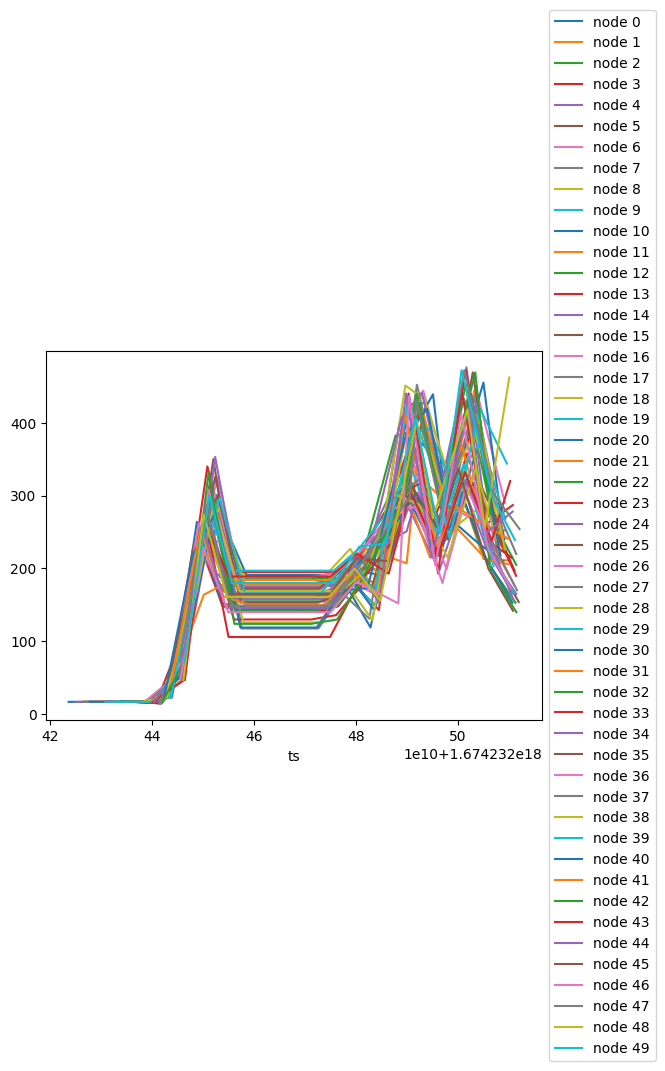 node 0
node 1
node 2
node 3
node 4
node 5
node 6
node 7
node 8
node 9
node 10
node 11
node 12
node 13
node 14
node 15
node 16
node 17
node 18
node 19
node 20
node 21
node 22
node 23
node 24
node 25
node 26
node 27
node 28
node 29
node 30
node 31
node 32
node 33
node 34
node 35
node 36
node 37
node 38
node 39
node 40
node 41
node 42
node 43
node 44
node 45
node 46
node 47
node 48
node 49
400
300
200
100
0
42 44 46 48 50
ts
1e10+1.674232e18